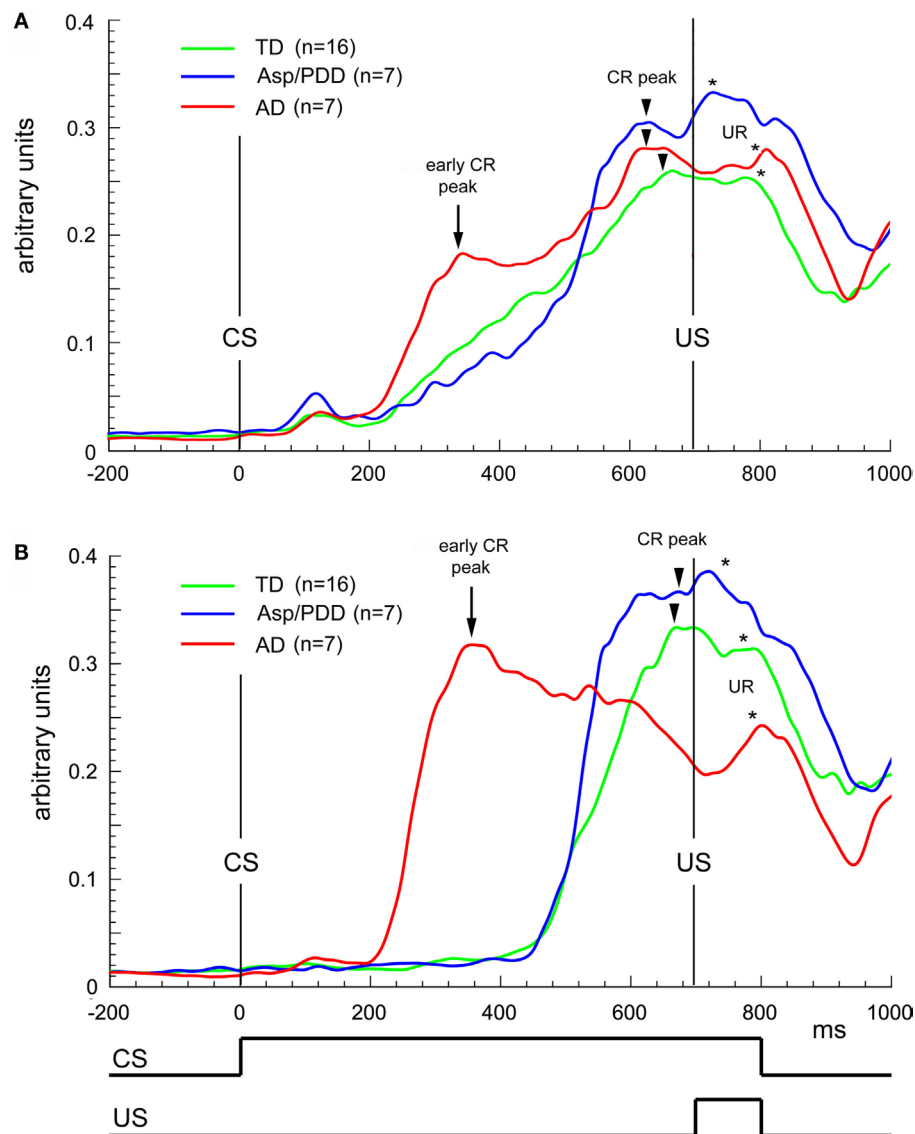 A
0.4
0.3
0.2
0.1
0
arbitrary units
TD (n=16)
Asp/PDD (n=7)
AD (n=7)
early CR
peak
CR peak
*
UR
*
*
CS
US
-200
0
200
400
600
800
1000
B
0.4
0.3
0.2
0.1
0
arbitrary units
TD (n=16)
Asp/PDD (n=7)
AD (n=7)
early CR
peak
CR peak
*
*
UR
*
CS
US
-200
0
200
400
600
800
1000
ms
CS
US